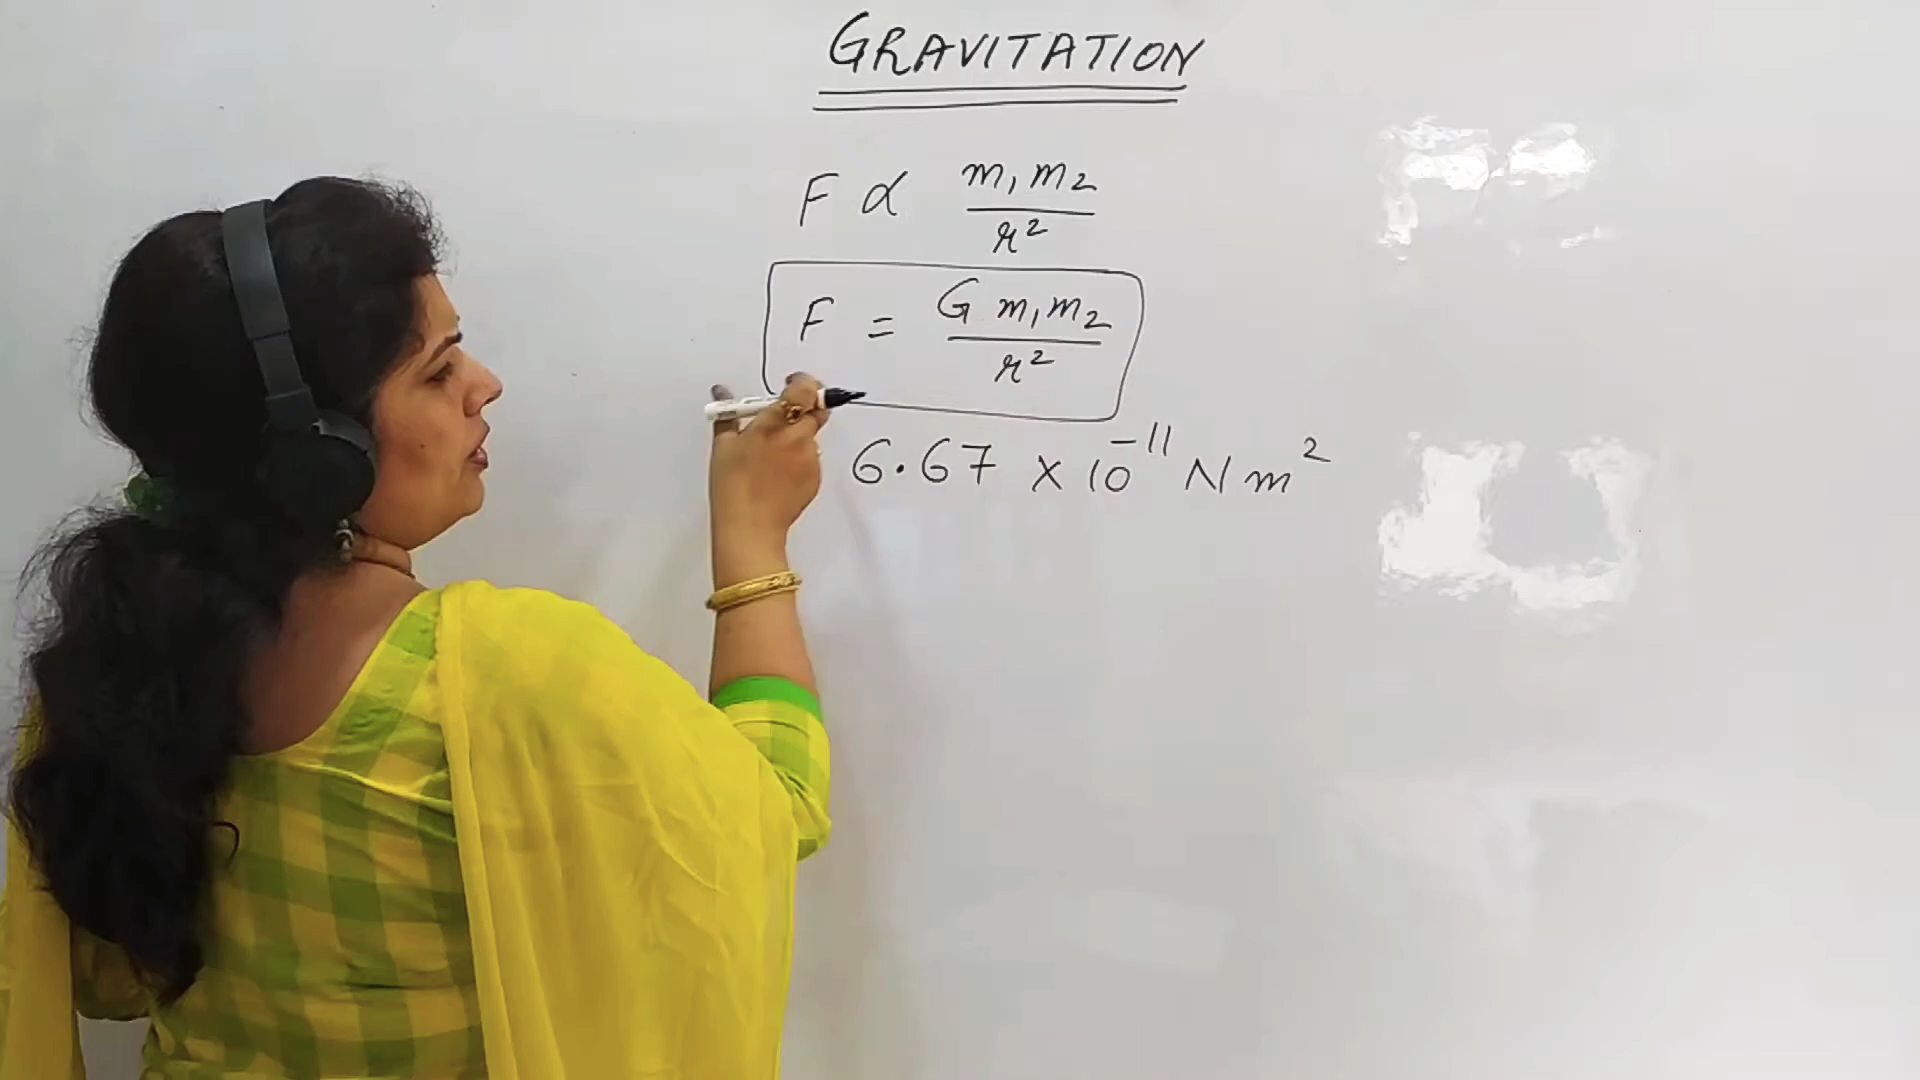 GRAVITATION
F ∝ m₁m₂/r²
F = G m₁m₂/r²
6.67 × 10⁻¹¹ N m²